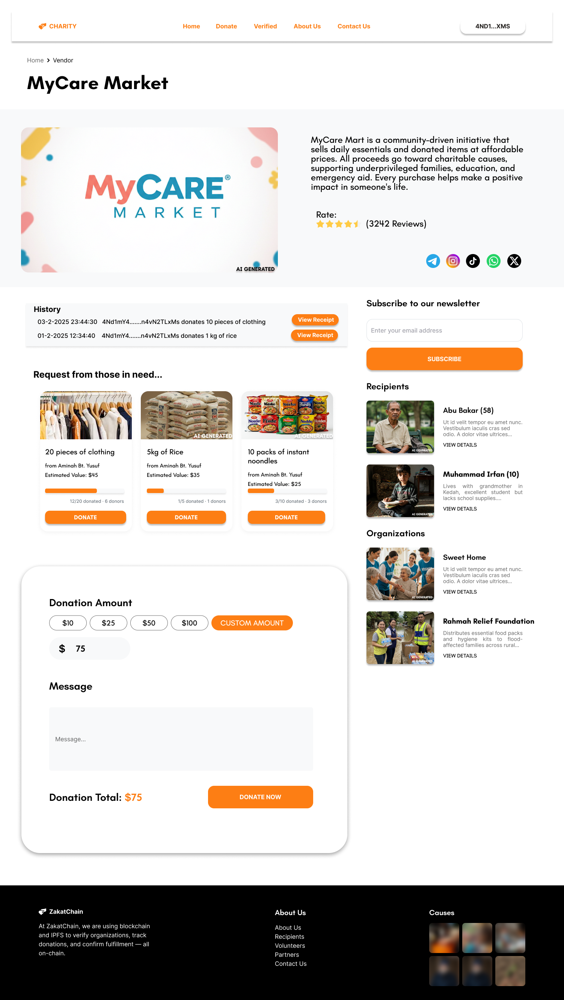 CHARITY
Home
Donate
Verified
About Us
Contact Us
4ND1...XMS
Home > Vendor
MyCare Market
MyCARE®
MARKET
AI GENERATED
MyCare Mart is a community-driven initiative that
sells daily essentials and donated items at affordable
prices. All proceeds go toward charitable causes,
supporting underprivileged families, education, and
emergency aid. Every purchase helps make a positive
impact in someone's life.
Rate:
(3242 Reviews)
History
03-2-2025 23:44:30 4Nd1mY4.......n4vN2TLxMs donates 10 pieces of clothing
View Receipt
01-2-2025 12:34:40 4Nd1mY4.......n4vN2TLxMs donates 1 kg of rice
View Receipt
Request from those in need...
AI GENERATED
AI GENERATED
20 pieces of clothing
from Aminah Bt. Yusuf
Estimated Value: $45
12/20 donated · 6 donors
DONATE
5kg of Rice
from Aminah Bt. Yusuf
Estimated Value: $35
1/5 donated · 1 donors
DONATE
10 packs of instant
noondles
from Aminah Bt. Yusuf
Estimated Value: $25
3/10 donated · 3 donors
DONATE
Donation Amount
$10
$25
$50
$100
CUSTOM AMOUNT
$ 75
Message
Message...
Donation Total: $75
DONATE NOW
Subscribe to our newsletter
Enter your email address
SUBSCRIBE
Recipients
AI GENERATED
Abu Bakar (58)
Ut id velit tempor eu amet nunc.
Vestibulum iaculis cras sed
odio. A dolor vitae ultrices...
VIEW DETAILS
AI GENERATED
Muhammad Irfan (10)
Lives with grandmother in
Kedah, excellent student but
lacks school supplies....
VIEW DETAILS
Organizations
AI GENERATED
Sweet Home
Ut id velit tempor eu amet nunc.
Vestibulum iaculis cras sed
odio. A dolor vitae ultrices...
VIEW DETAILS
AI GENERATED
Rahmah Relief Foundation
Distributes essential food packs
and hygiene kits to flood-
affected families across rural...
VIEW DETAILS
ZakatChain
At ZakatChain, we are using blockchain
and IPFS to verify organizations, track
donations, and confirm fulfillment — all
on-chain.
About Us
About Us
Recipients
Volunteers
Partners
Contact Us
Causes